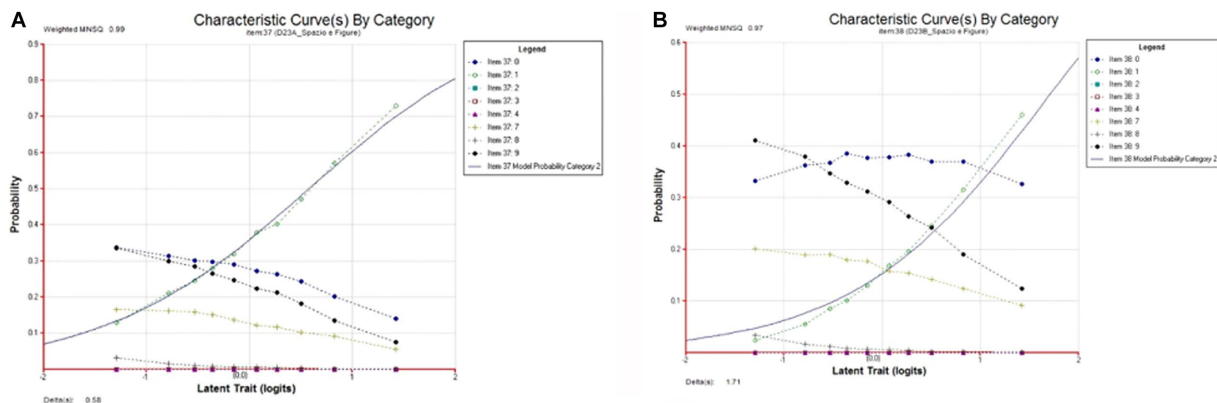 A
Characteristic Curve(s) By Category
Weighted MNSQ 0.99
item:37 (D23A_Spazio e Figure)
Legend
Item 37: 0
Item 37: 1
Item 37: 2
Item 37: 3
Item 37: 4
Item 37: 7
Item 37: 8
Item 37: 9
Item 37 Model Probability Category 2
Probability
0.9
0.8
0.7
0.6
0.5
0.4
0.3
0.2
0.1
-2
-1
(0.0)
1
2
Latent Trait (logits)
Delta(s): 0.58
B
Characteristic Curve(s) By Category
Weighted MNSQ 0.97
item:38 (D23B_Spazio e Figure)
Legend
Item 38: 0
Item 38: 1
Item 38: 2
Item 38: 3
Item 38: 4
Item 38: 7
Item 38: 8
Item 38: 9
Item 38 Model Probability Category 2
Probability
0.6
0.5
0.4
0.3
0.2
0.1
-2
-1
(0.0)
1
2
Latent Trait (logits)
Delta(s): 1.71